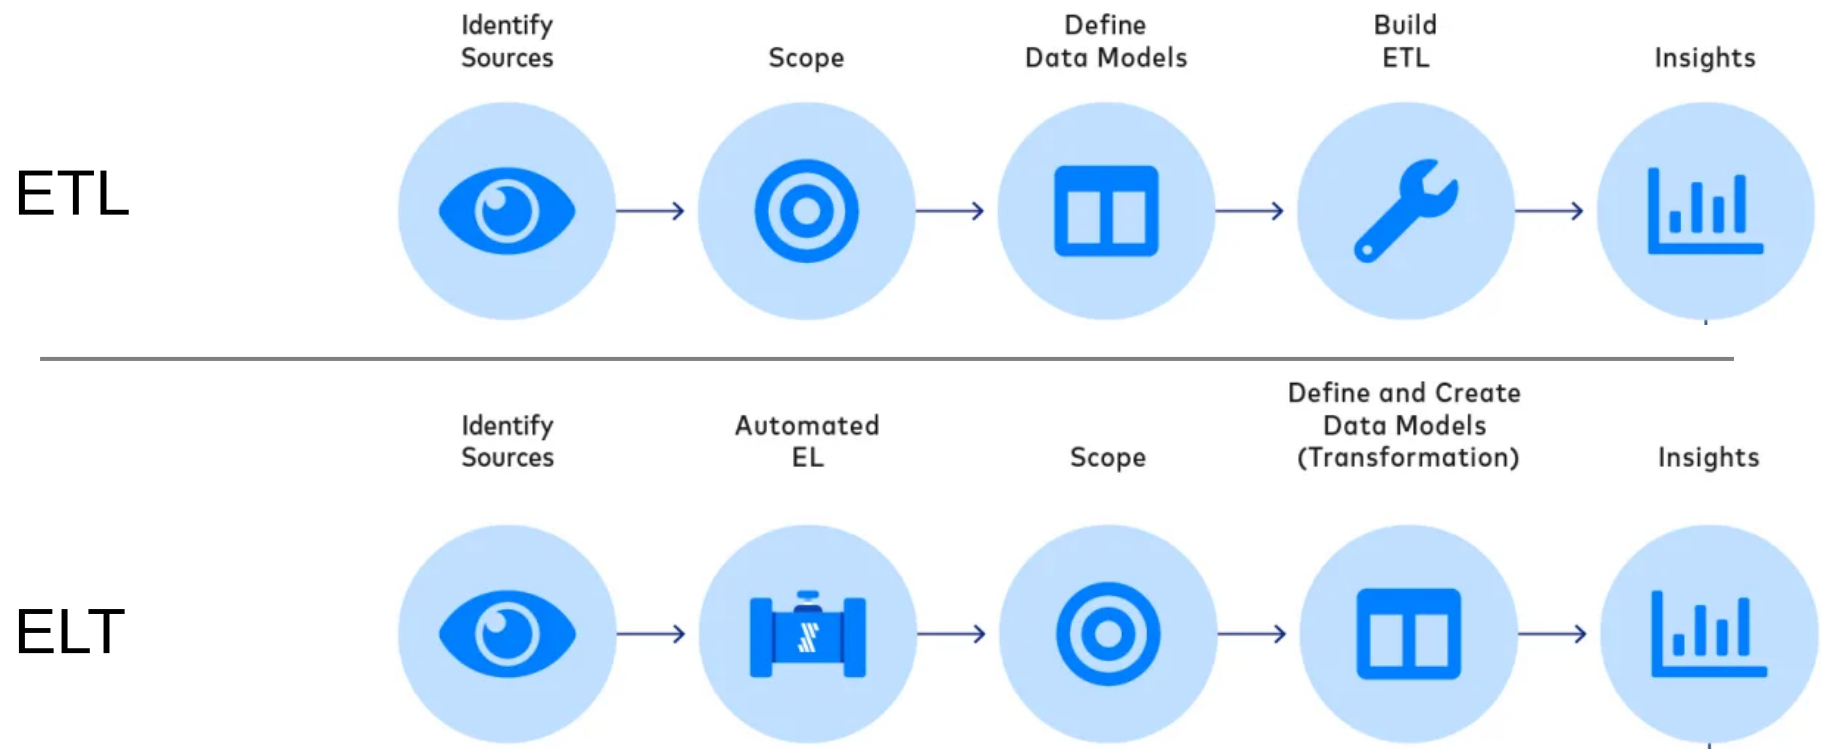 Identify
Sources
Scope
Define
Data Models
Build
ETL
Insights
ETL
Identify
Sources
Automated
EL
Scope
Define and Create
Data Models
(Transformation)
Insights
ELT